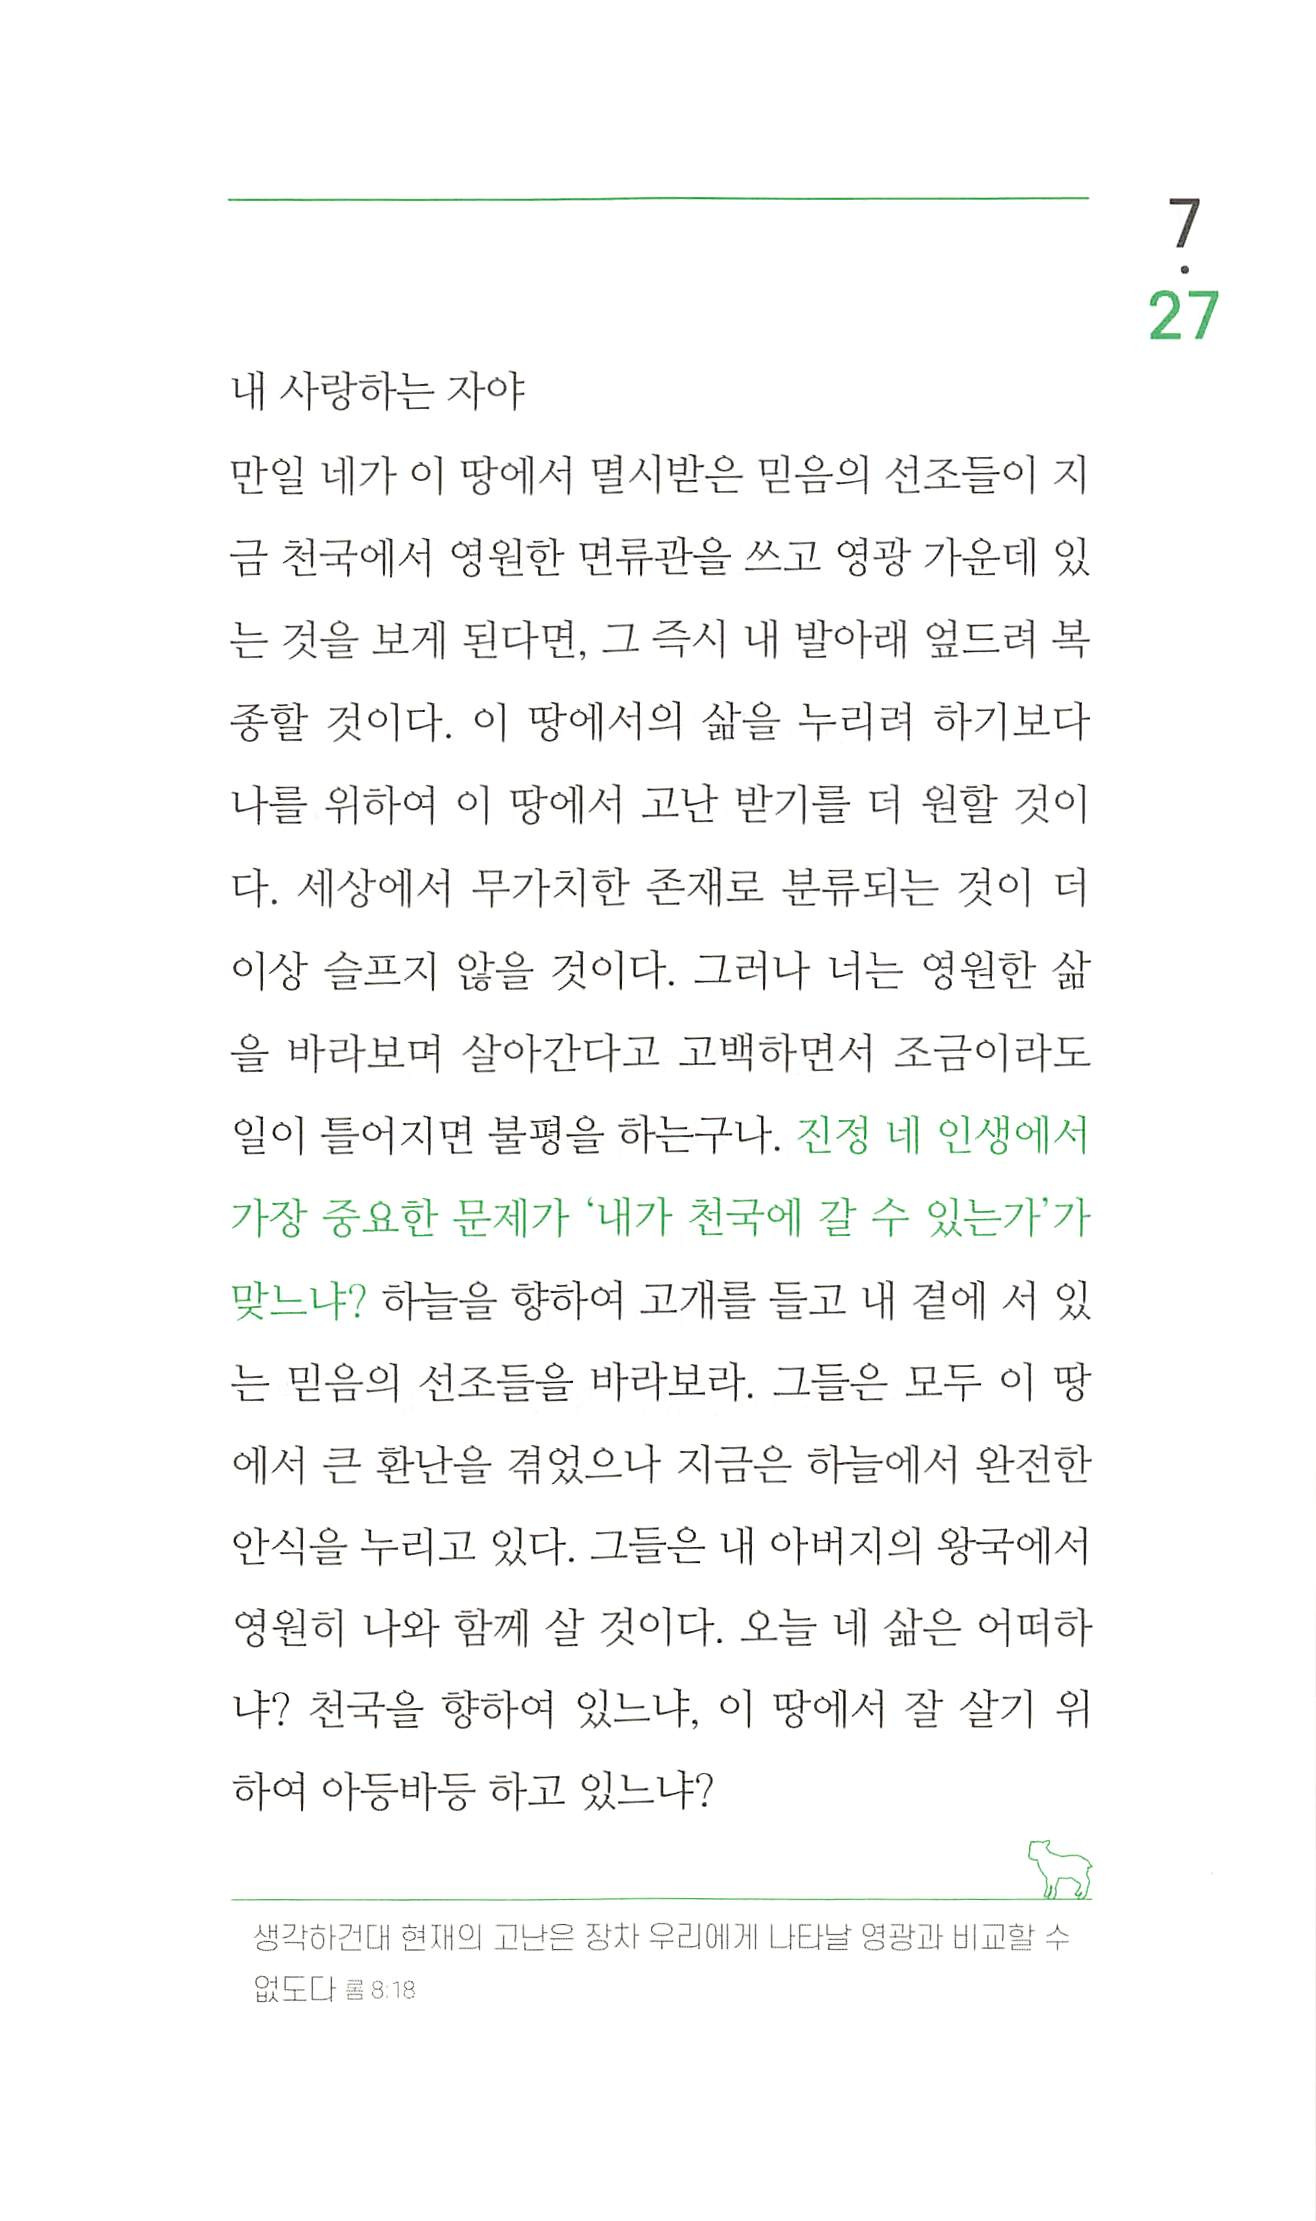 7
·
27
내 사랑하는 자야
만일 네가 이 땅에서 멸시받은 믿음의 선조들이 지
금 천국에서 영원한 면류관을 쓰고 영광 가운데 있
는 것을 보게 된다면, 그 즉시 내 발아래 엎드려 복
종할 것이다. 이 땅에서의 삶을 누리려 하기보다
나를 위하여 이 땅에서 고난 받기를 더 원할 것이
다. 세상에서 무가치한 존재로 분류되는 것이 더
이상 슬프지 않을 것이다. 그러나 너는 영원한 삶
을 바라보며 살아간다고 고백하면서 조금이라도
일이 틀어지면 불평을 하는구나. 진정 네 인생에서
가장 중요한 문제가 ‘내가 천국에 갈 수 있는가’가
맞느냐? 하늘을 향하여 고개를 들고 내 곁에 서 있
는 믿음의 선조들을 바라보라. 그들은 모두 이 땅
에서 큰 환난을 겪었으나 지금은 하늘에서 완전한
안식을 누리고 있다. 그들은 내 아버지의 왕국에서
영원히 나와 함께 살 것이다. 오늘 네 삶은 어떠하
냐? 천국을 향하여 있느냐, 이 땅에서 잘 살기 위
하여 아등바등 하고 있느냐?
생각하건대 현재의 고난은 장차 우리에게 나타날 영광과 비교할 수
없도다 롬 8:18